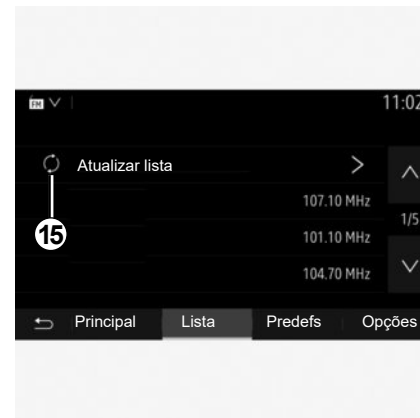 FM 11:02
Atualizar lista
107.10 MHz
15 1/5
101.10 MHz
104.70 MHz
Principal Lista Predefs Opções